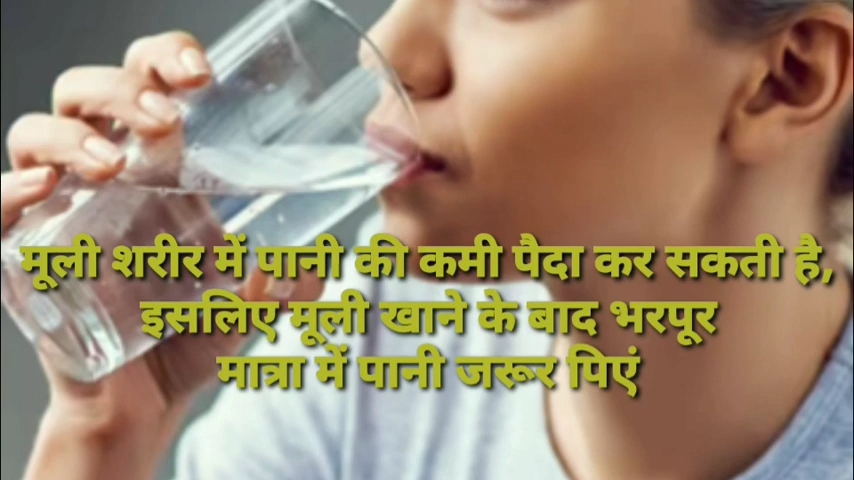 मूली शरीर में पानी की कमी पैदा कर सकती है,
इसलिए मूली खाने के बाद भरपूर
मात्रा में पानी जरूर पिएं